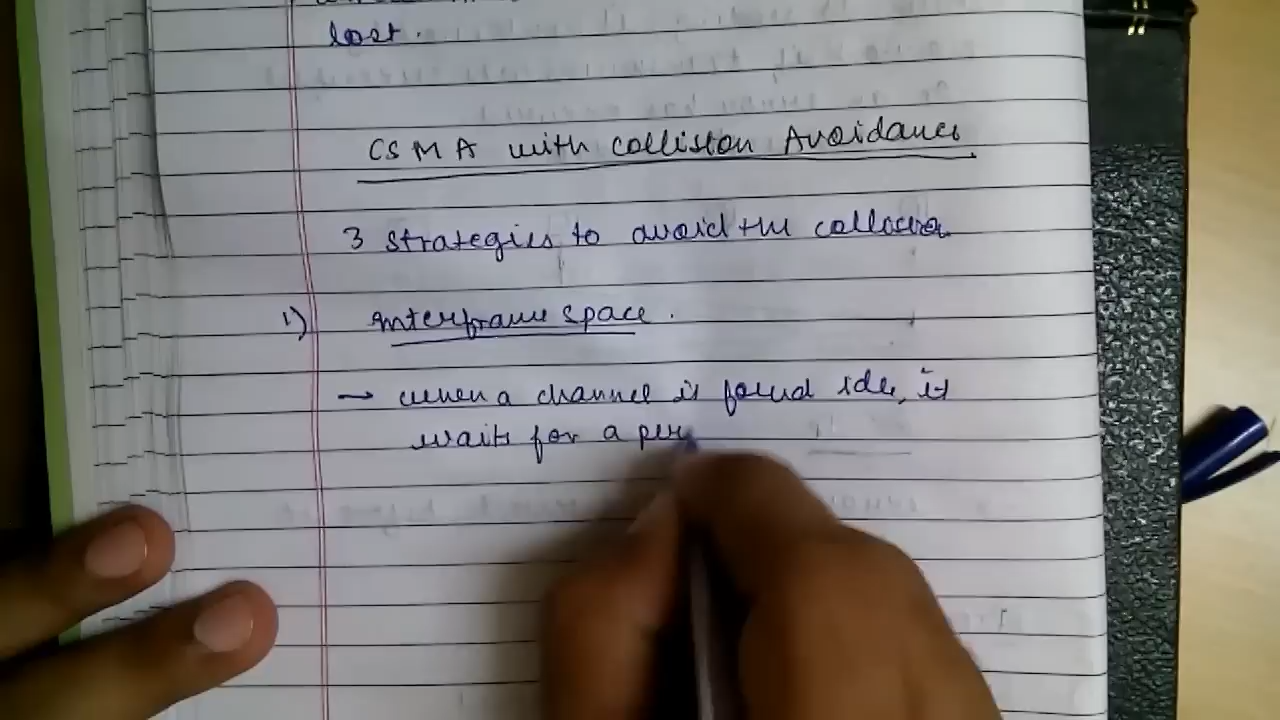 lost.
CSMA with collision Avoidance
3 strategies to avoid the collision
1) Interframe space.
→ when a channel is found idle, it
waits for a per